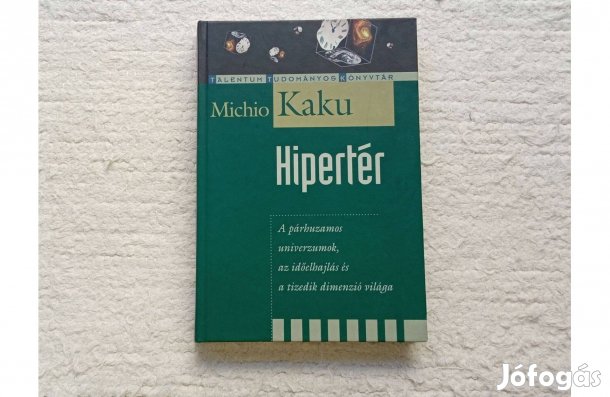 TALENTUM TUDOMÁNYOS KÖNYVTÁR
Michio Kaku
Hipertér
A párhuzamos
univerzumok,
az időelhajlás és
a tizedik dimenzió világa
Jófogás